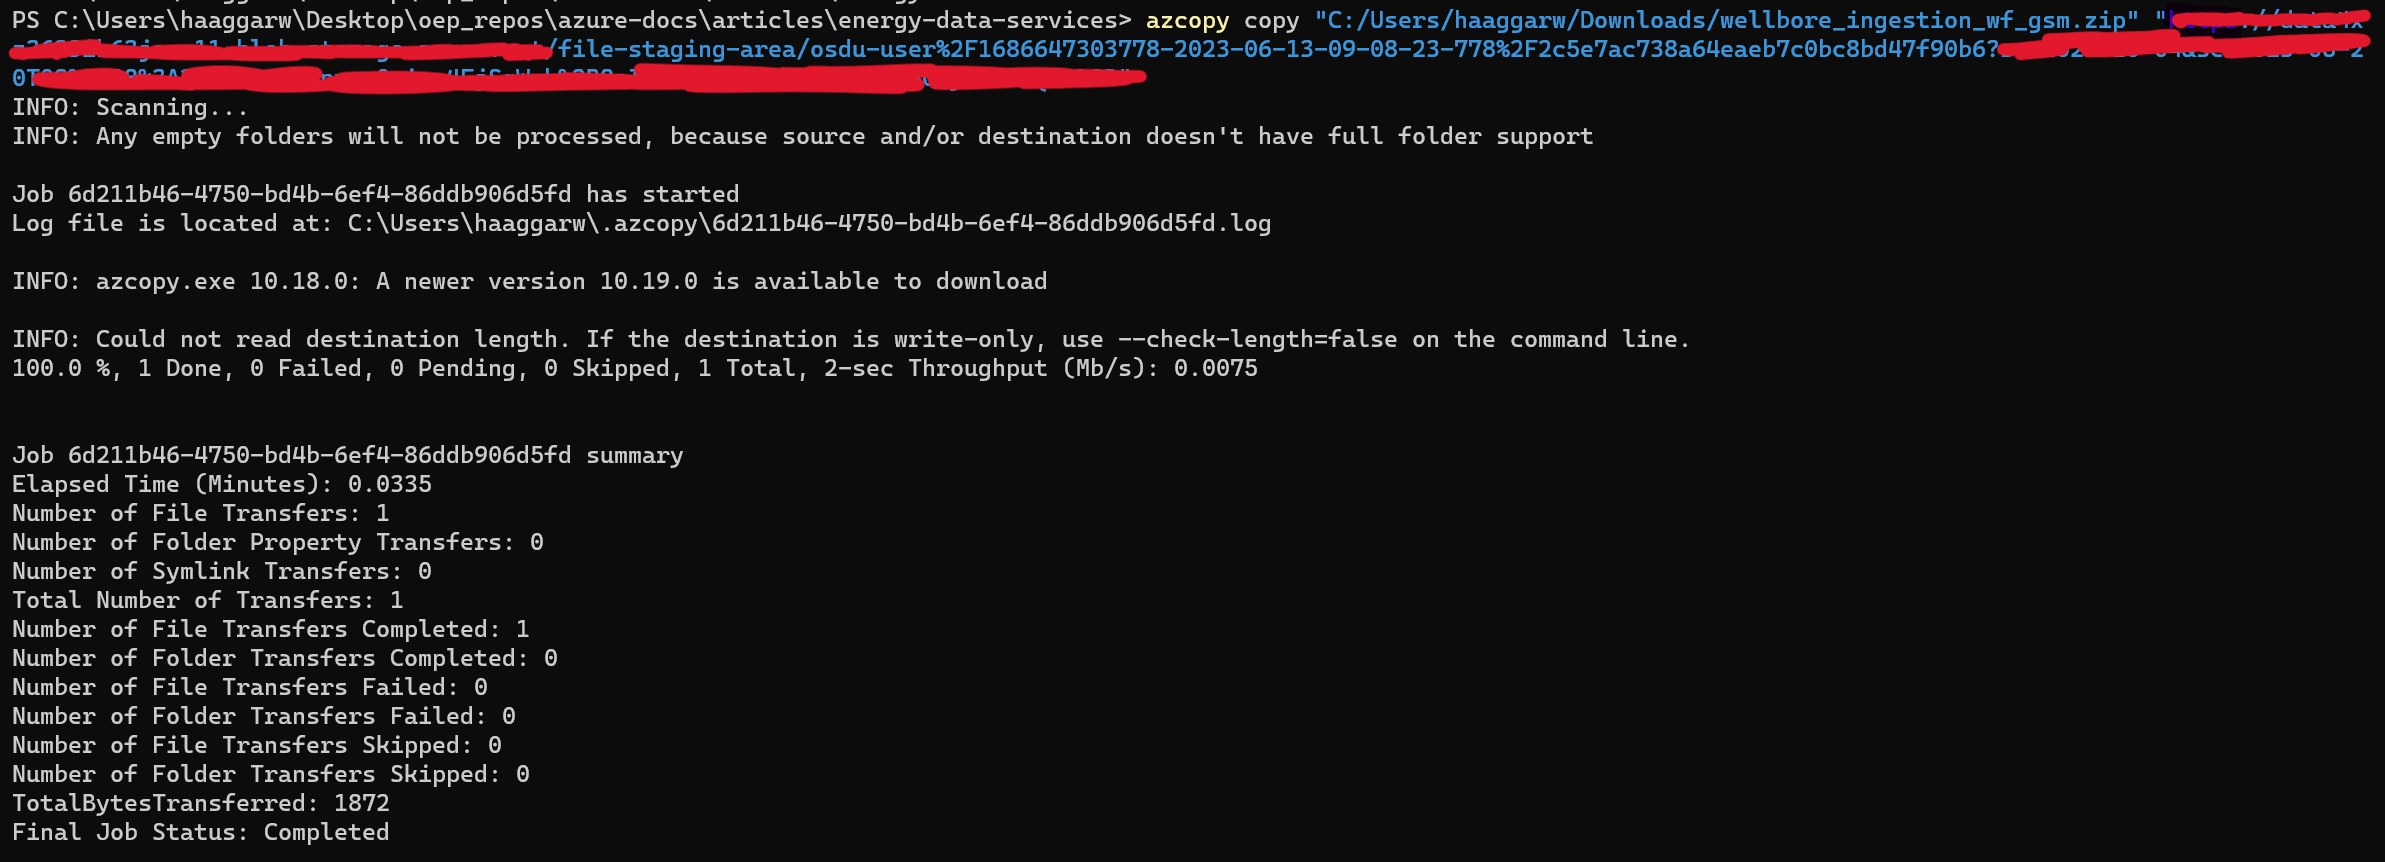 PS C:\Users\haaggarw\Desktop\oep_repos\azure-docs\articles\energy-data-services> azcopy copy "C:/Users/haaggarw/Downloads/wellbore_ingestion_wf_gsm.zip" "
/file-staging-area/osdu-user%2F1686647303778-2023-06-13-09-08-23-778%2F2c5e7ac738a64eaeb7c0bc8bd47f90b6?
INFO: Scanning...
INFO: Any empty folders will not be processed, because source and/or destination doesn't have full folder support
Job 6d211b46-4750-bd4b-6ef4-86ddb906d5fd has started
Log file is located at: C:\Users\haaggarw\.azcopy\6d211b46-4750-bd4b-6ef4-86ddb906d5fd.log
INFO: azcopy.exe 10.18.0: A newer version 10.19.0 is available to download
INFO: Could not read destination length. If the destination is write-only, use --check-length=false on the command line.
100.0 %, 1 Done, 0 Failed, 0 Pending, 0 Skipped, 1 Total, 2-sec Throughput (Mb/s): 0.0075
Job 6d211b46-4750-bd4b-6ef4-86ddb906d5fd summary
Elapsed Time (Minutes): 0.0335
Number of File Transfers: 1
Number of Folder Property Transfers: 0
Number of Symlink Transfers: 0
Total Number of Transfers: 1
Number of File Transfers Completed: 1
Number of Folder Transfers Completed: 0
Number of File Transfers Failed: 0
Number of Folder Transfers Failed: 0
Number of File Transfers Skipped: 0
Number of Folder Transfers Skipped: 0
TotalBytesTransferred: 1872
Final Job Status: Completed